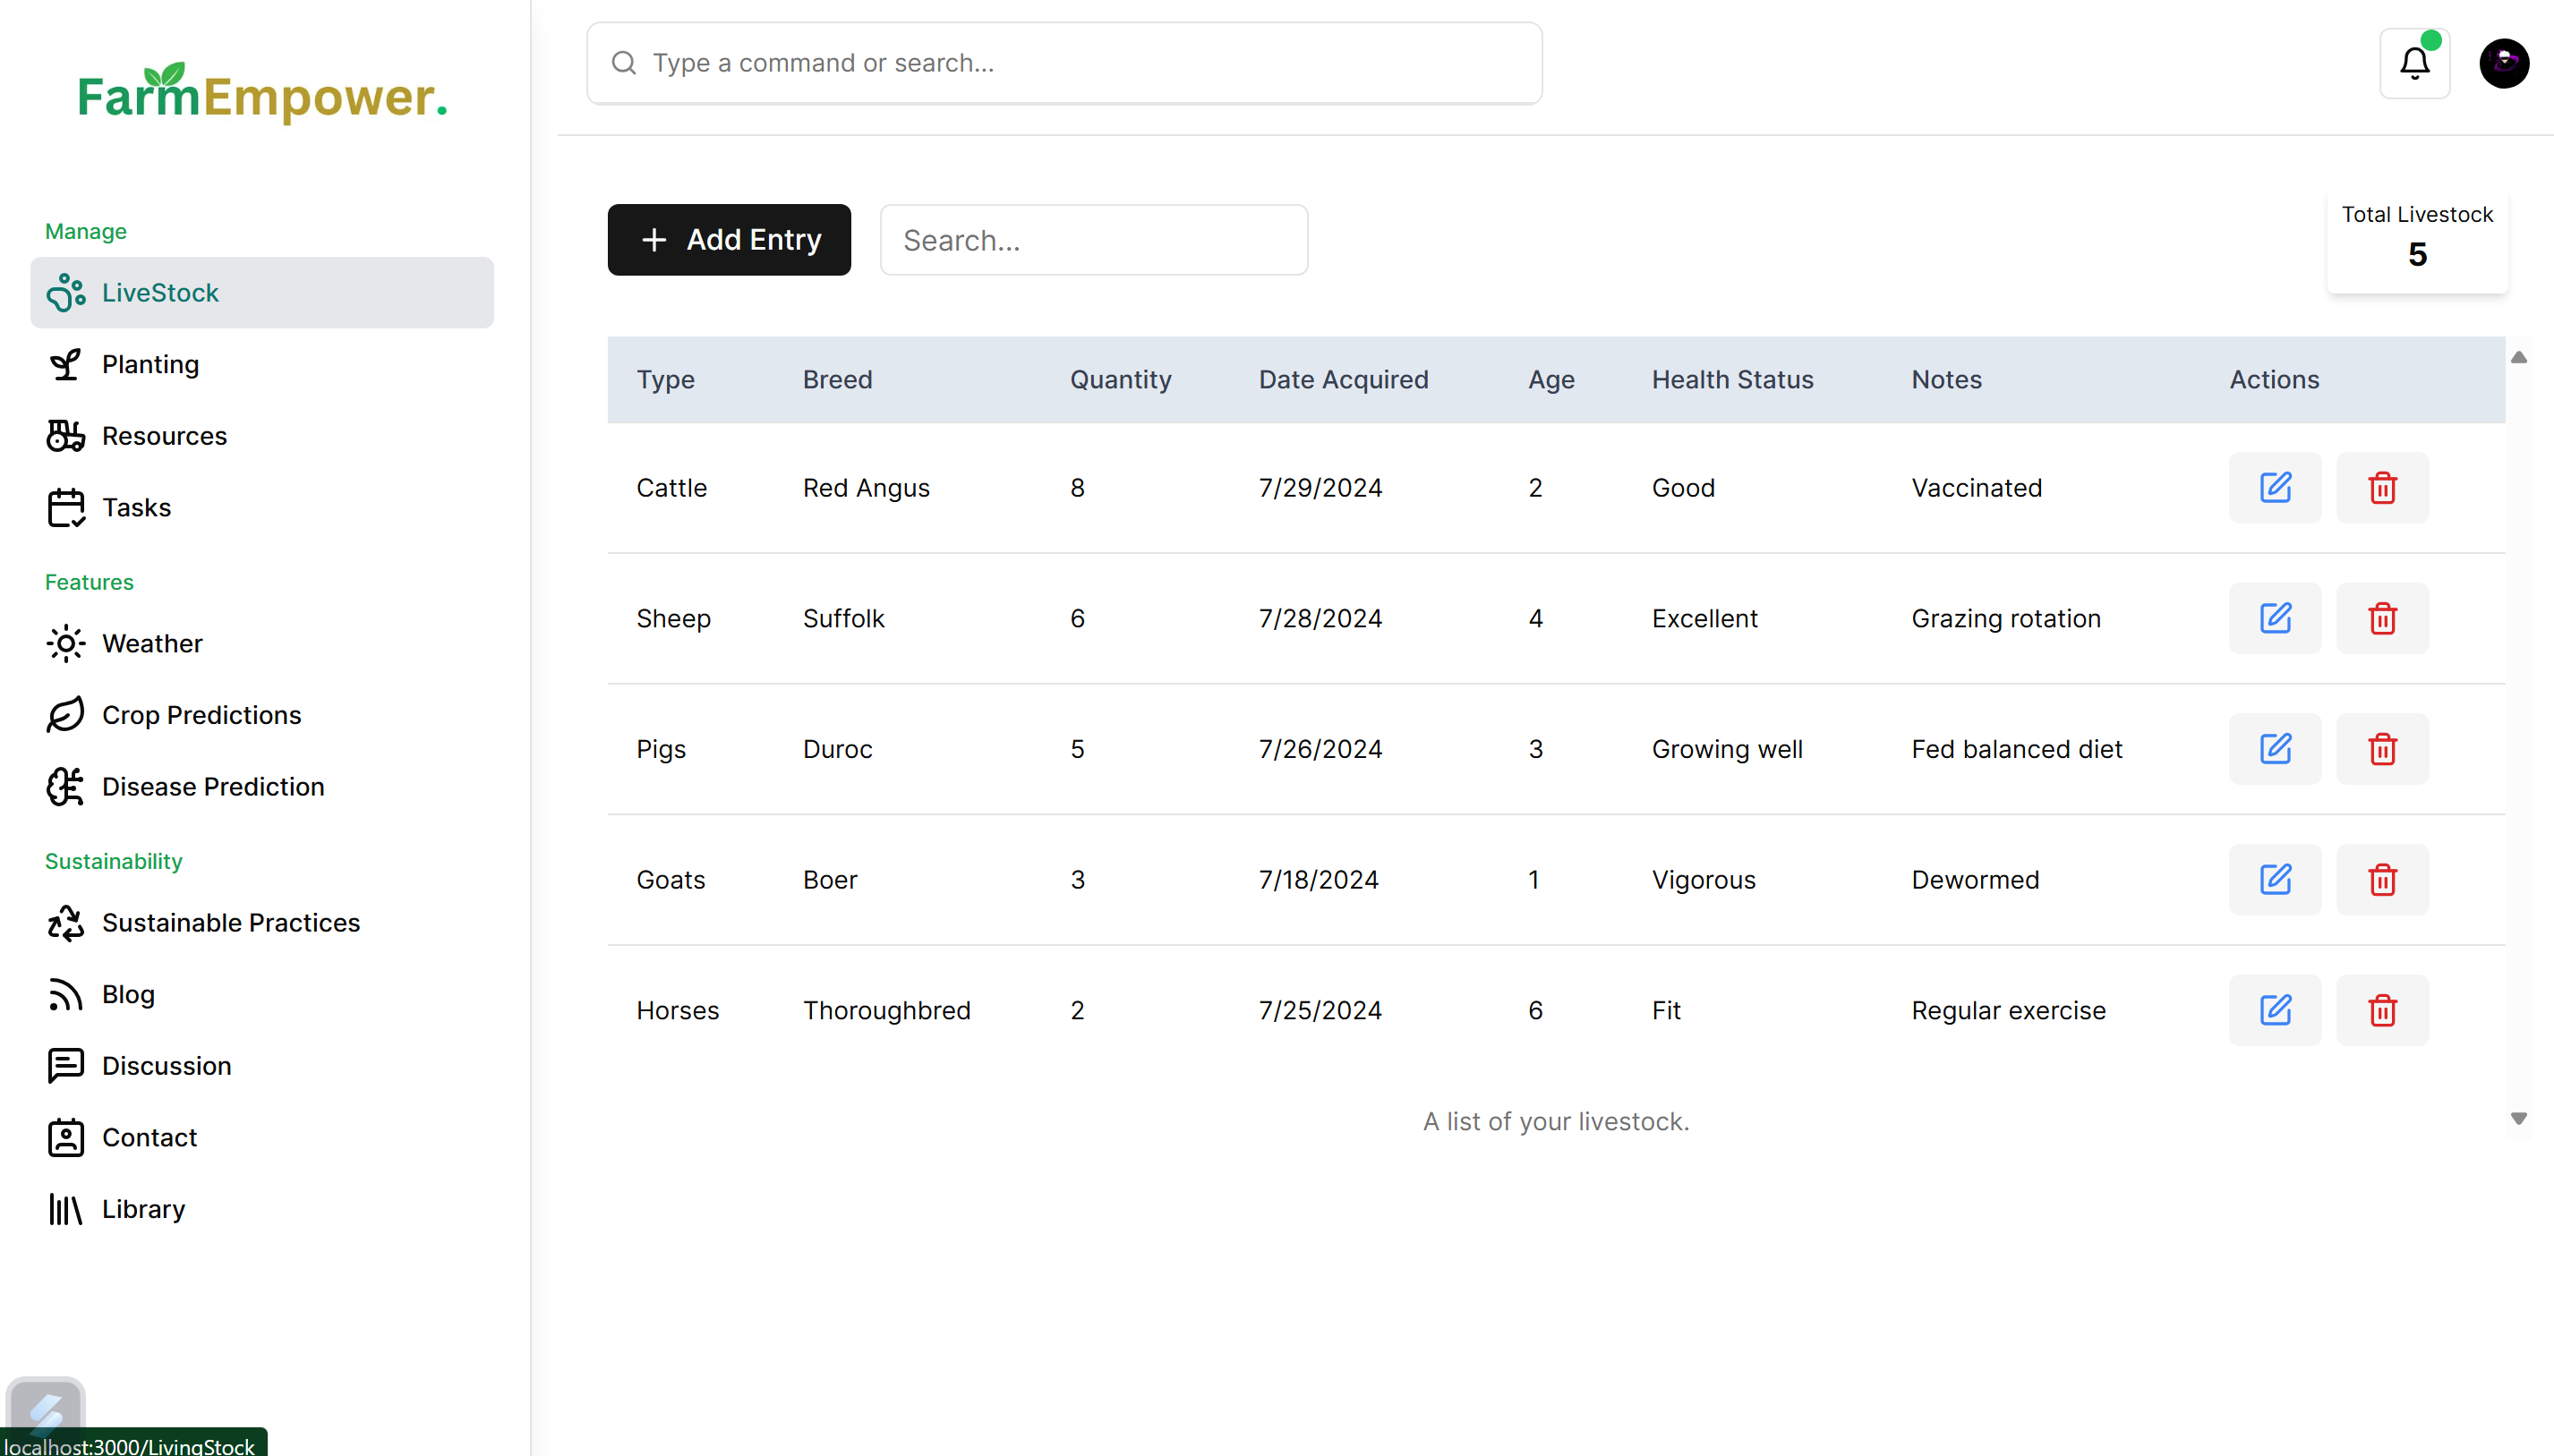 FarmEmpower.
Type a command or search...
Manage
LiveStock
Planting
Resources
Tasks
Features
Weather
Crop Predictions
Disease Prediction
Sustainability
Sustainable Practices
Blog
Discussion
Contact
Library
Add Entry
Search...
Total Livestock
5
Type Breed Quantity Date Acquired Age Health Status Notes Actions
Cattle Red Angus 8 7/29/2024 2 Good Vaccinated
Sheep Suffolk 6 7/28/2024 4 Excellent Grazing rotation
Pigs Duroc 5 7/26/2024 3 Growing well Fed balanced diet
Goats Boer 3 7/18/2024 1 Vigorous Dewormed
Horses Thoroughbred 2 7/25/2024 6 Fit Regular exercise
A list of your livestock.
localhost:3000/LivingStock